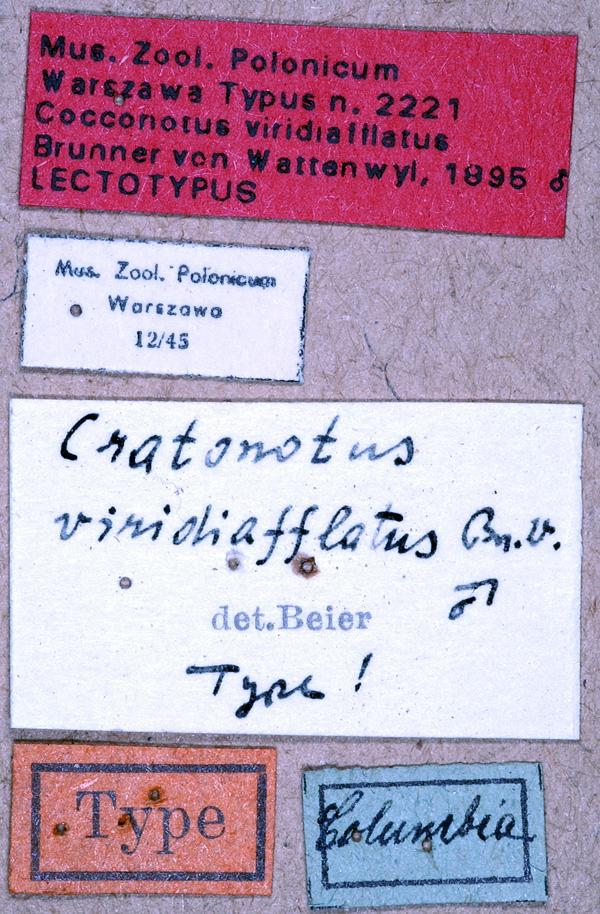 Mus. Zool. Polonicum
Warszawa Typus n. 2221
Cocconotus viridiafflatus
Brunner von Wattenwyl, 1895 ♂
LECTOTYPUS
Mus. Zool. Polonicum
Warszawa
12/45
Cratonotus
viridiafflatus Br.v.
♂
det. Beier
Type!
Type
Columbia